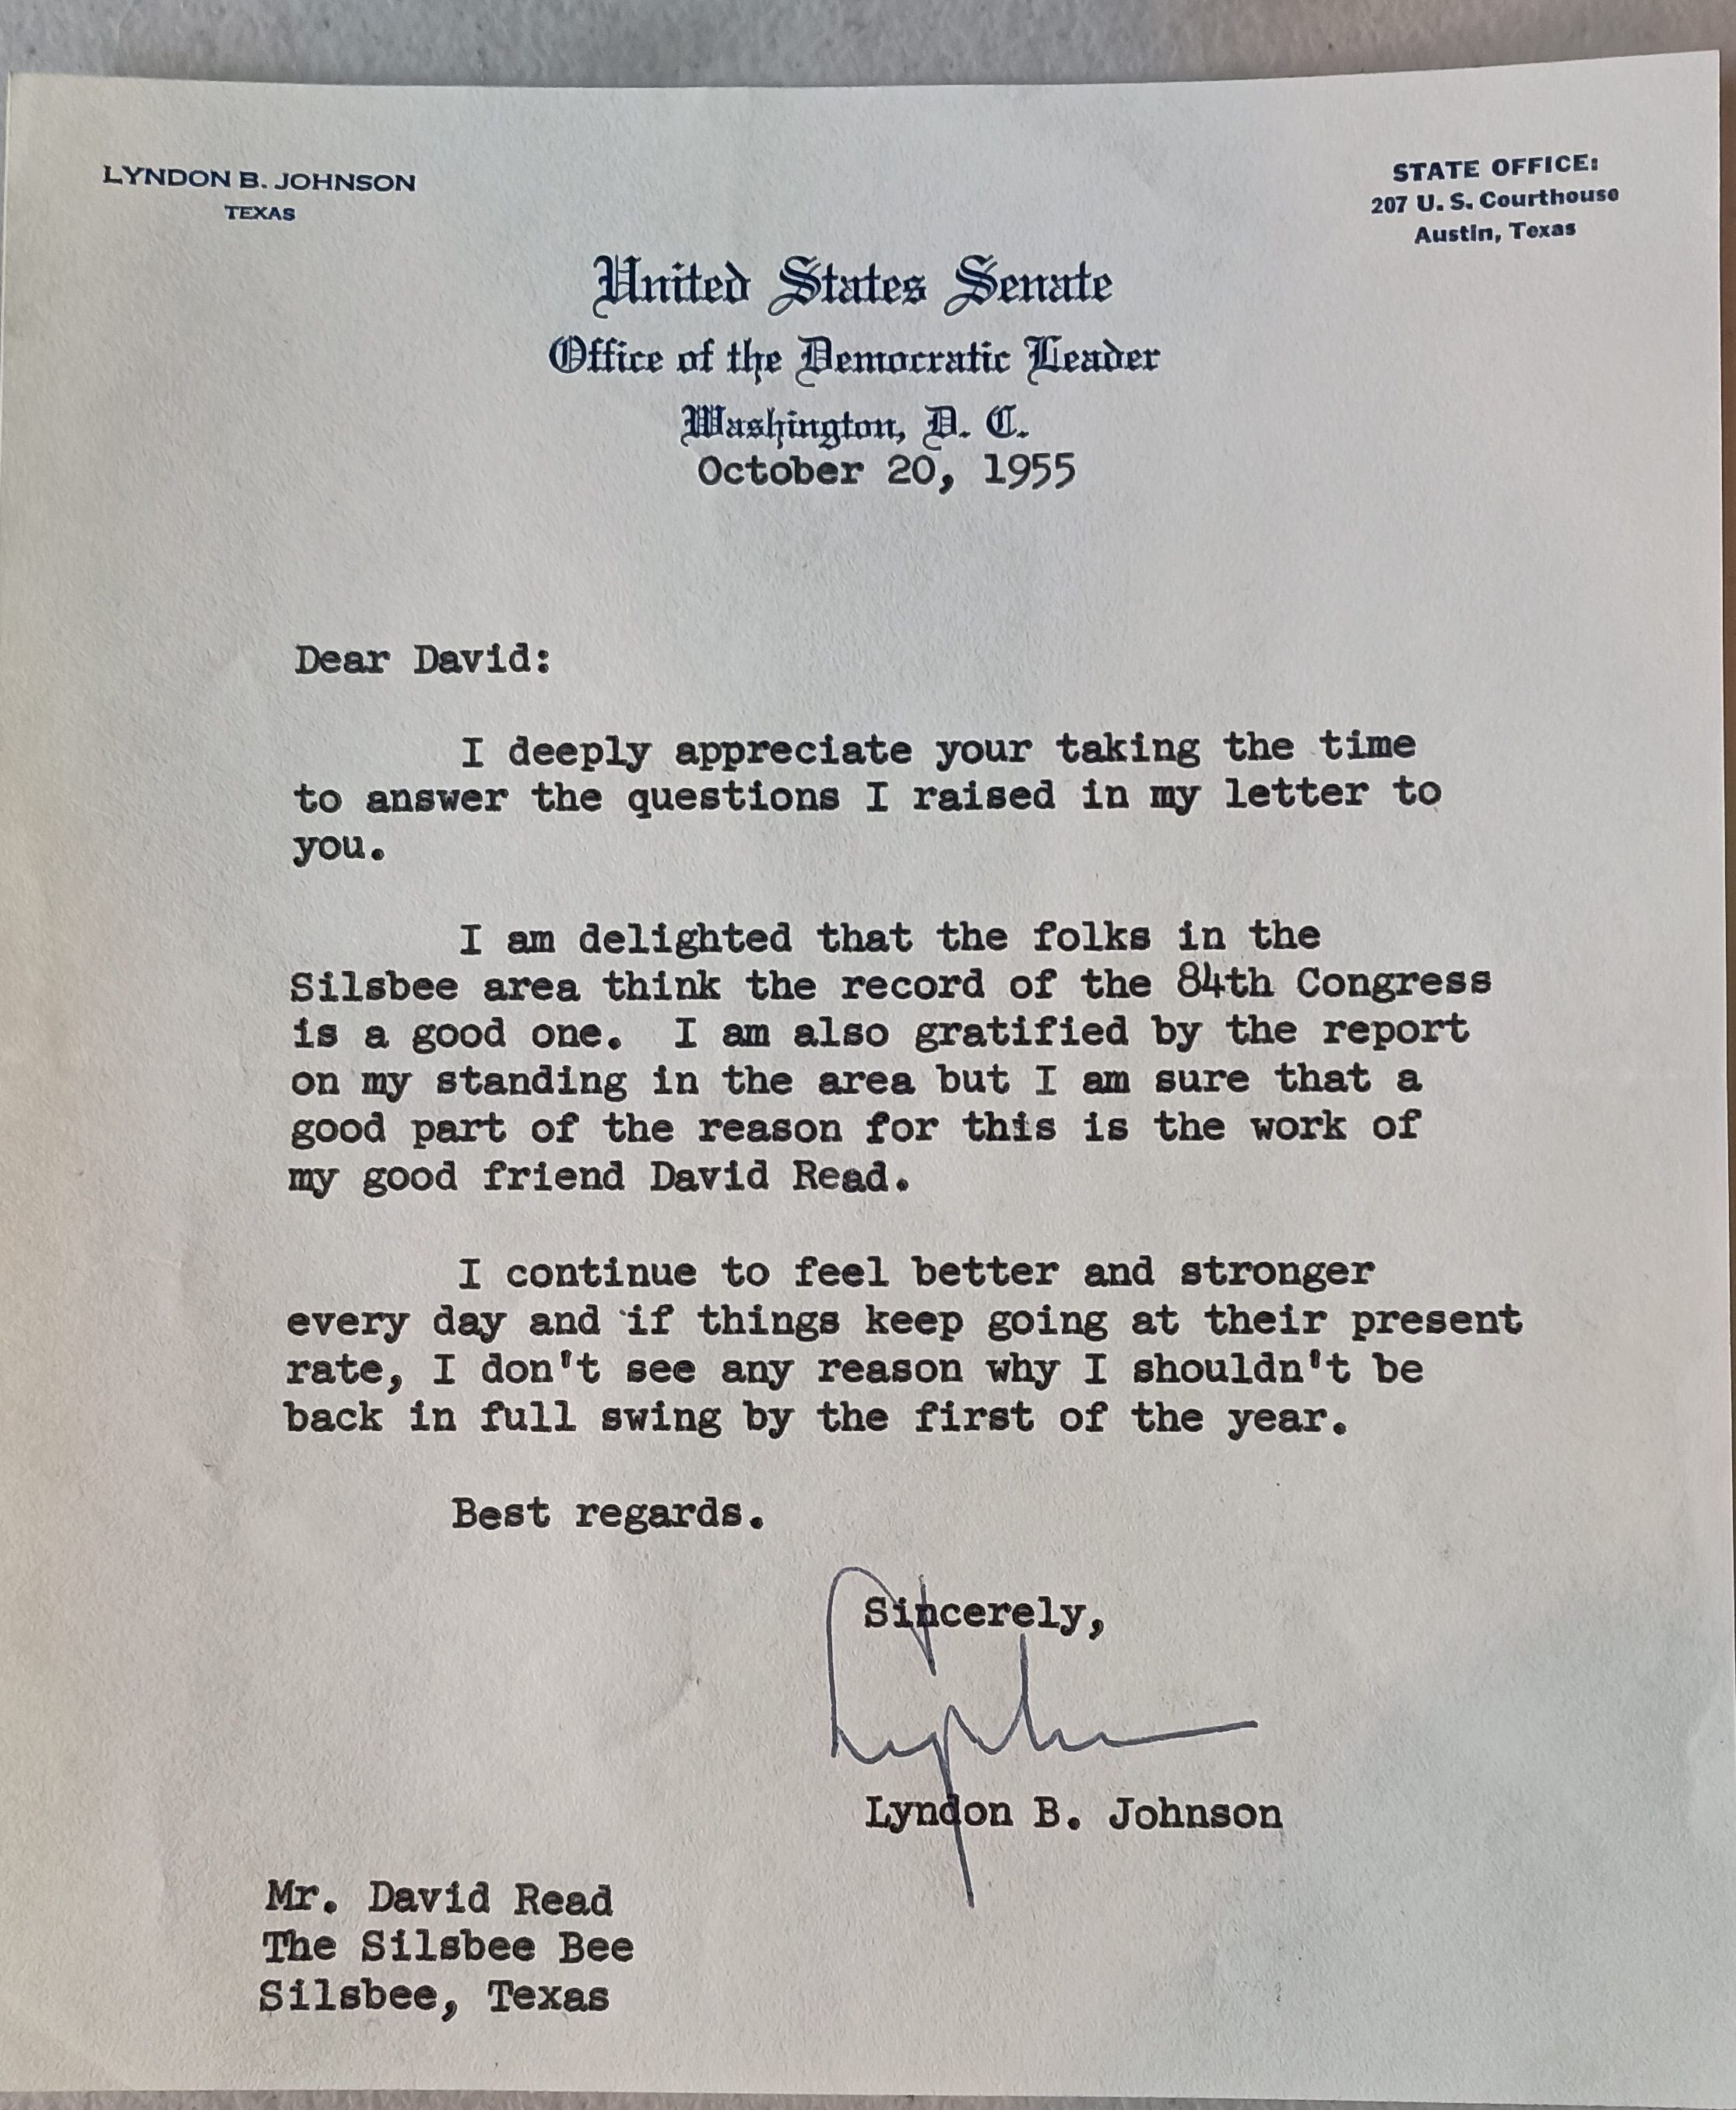 LYNDON B. JOHNSON
TEXAS
STATE OFFICE:
207 U. S. Courthouse
Austin, Texas
United States Senate
Office of the Democratic Leader
Washington, D. C.
October 20, 1955
Dear David:
I deeply appreciate your taking the time
to answer the questions I raised in my letter to
you.
I am delighted that the folks in the
Silsbee area think the record of the 84th Congress
is a good one. I am also gratified by the report
on my standing in the area but I am sure that a
good part of the reason for this is the work of
my good friend David Read.
I continue to feel better and stronger
every day and if things keep going at their present
rate, I don't see any reason why I shouldn't be
back in full swing by the first of the year.
Best regards.
Sincerely,
Lyndon
Lyndon B. Johnson
Mr. David Read
The Silsbee Bee
Silsbee, Texas